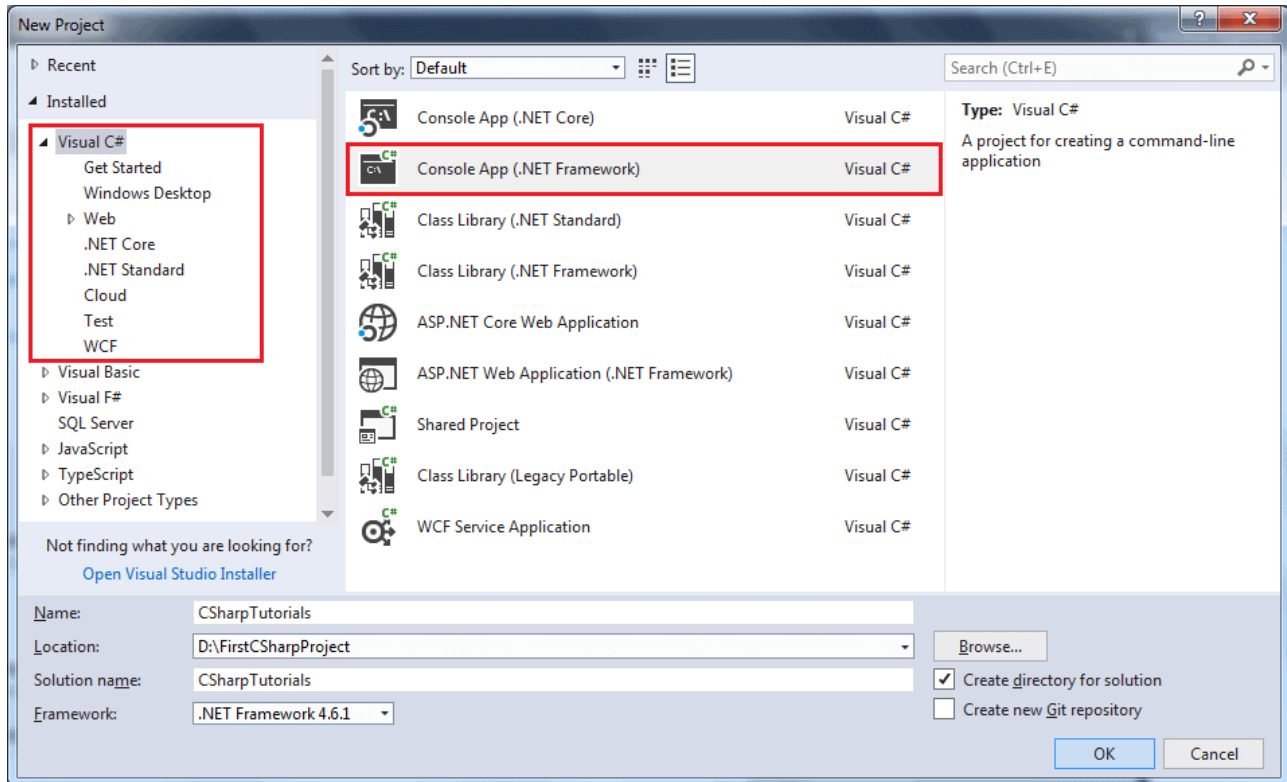 New Project
Recent
Installed
Visual C#
Get Started
Windows Desktop
Web
.NET Core
.NET Standard
Cloud
Test
WCF
Visual Basic
Visual F#
SQL Server
JavaScript
TypeScript
Other Project Types
Not finding what you are looking for?
Open Visual Studio Installer
Sort by: Default
Console App (.NET Core) Visual C#
Console App (.NET Framework) Visual C#
Class Library (.NET Standard) Visual C#
Class Library (.NET Framework) Visual C#
ASP.NET Core Web Application Visual C#
ASP.NET Web Application (.NET Framework) Visual C#
Shared Project Visual C#
Class Library (Legacy Portable) Visual C#
WCF Service Application Visual C#
Search (Ctrl+E)
Type: Visual C#
A project for creating a command-line
application
Name: CSharpTutorials
Location: D:\FirstCSharpProject Browse...
Solution name: CSharpTutorials Create directory for solution
Framework: .NET Framework 4.6.1 Create new Git repository
OK Cancel